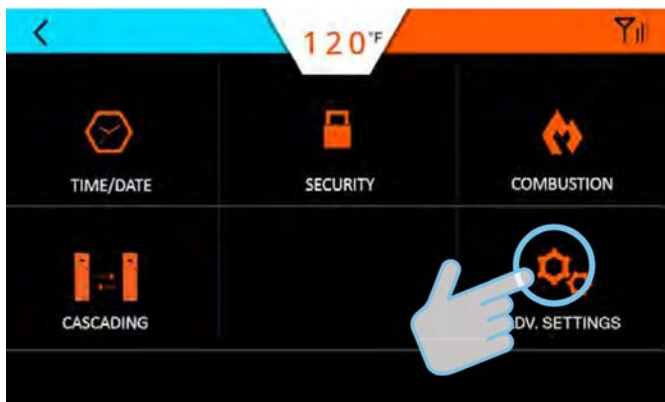 120°F
TIME/DATE
SECURITY
COMBUSTION
CASCADING
DV. SETTINGS